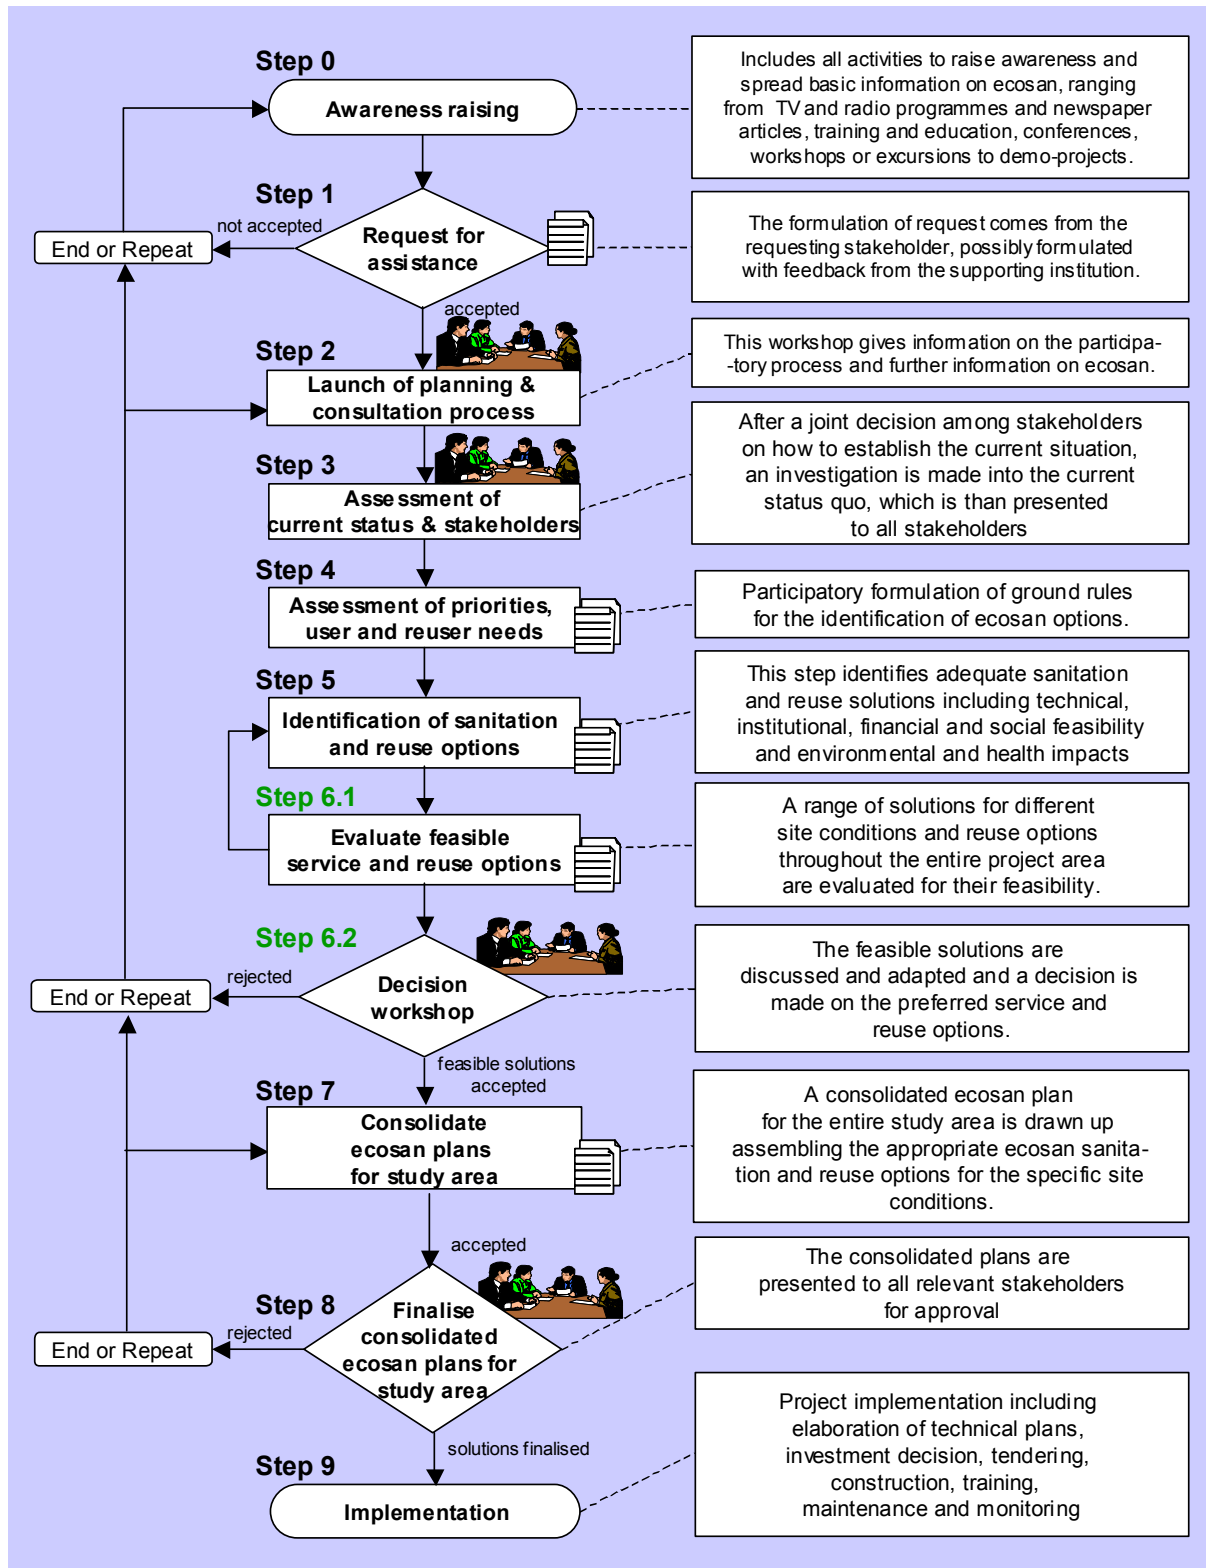 Step 0
Awareness raising
Includes all activities to raise awareness and
spread basic information on ecosan, ranging
from TV and radio programmes and newspaper
articles, training and education, conferences,
workshops or excursions to demo-projects.
Step 1
not accepted
End or Repeat
Request for
assistance
The formulation of request comes from the
requesting stakeholder, possibly formulated
with feedback from the supporting institution.
accepted
Step 2
Launch of planning &
consultation process
This workshop gives information on the participa-
-tory process and further information on ecosan.
Step 3
Assessment of
current status & stakeholders
After a joint decision among stakeholders
on how to establish the current situation,
an investigation is made into the current
status quo, which is than presented
to all stakeholders
Step 4
Assessment of priorities,
user and reuser needs
Participatory formulation of ground rules
for the identification of ecosan options.
Step 5
Identification of sanitation
and reuse options
This step identifies adequate sanitation
and reuse solutions including technical,
institutional, financial and social feasibility
and environmental and health impacts
Step 6.1
Evaluate feasible
service and reuse options
A range of solutions for different
site conditions and reuse options
throughout the entire project area
are evaluated for their feasibility.
Step 6.2
rejected
End or Repeat
Decision
workshop
The feasible solutions are
discussed and adapted and a decision is
made on the preferred service and
reuse options.
feasible solutions
accepted
Step 7
Consolidate
ecosan plans
for study area
A consolidated ecosan plan
for the entire study area is drawn up
assembling the appropriate ecosan sanita-
tion and reuse options for the specific site
conditions.
accepted
Step 8
rejected
End or Repeat
Finalise
consolidated
ecosan plans for
study area
The consolidated plans are
presented to all relevant stakeholders
for approval
solutions finalised
Step 9
Implementation
Project implementation including
elaboration of technical plans,
investment decision, tendering,
construction, training,
maintenance and monitoring